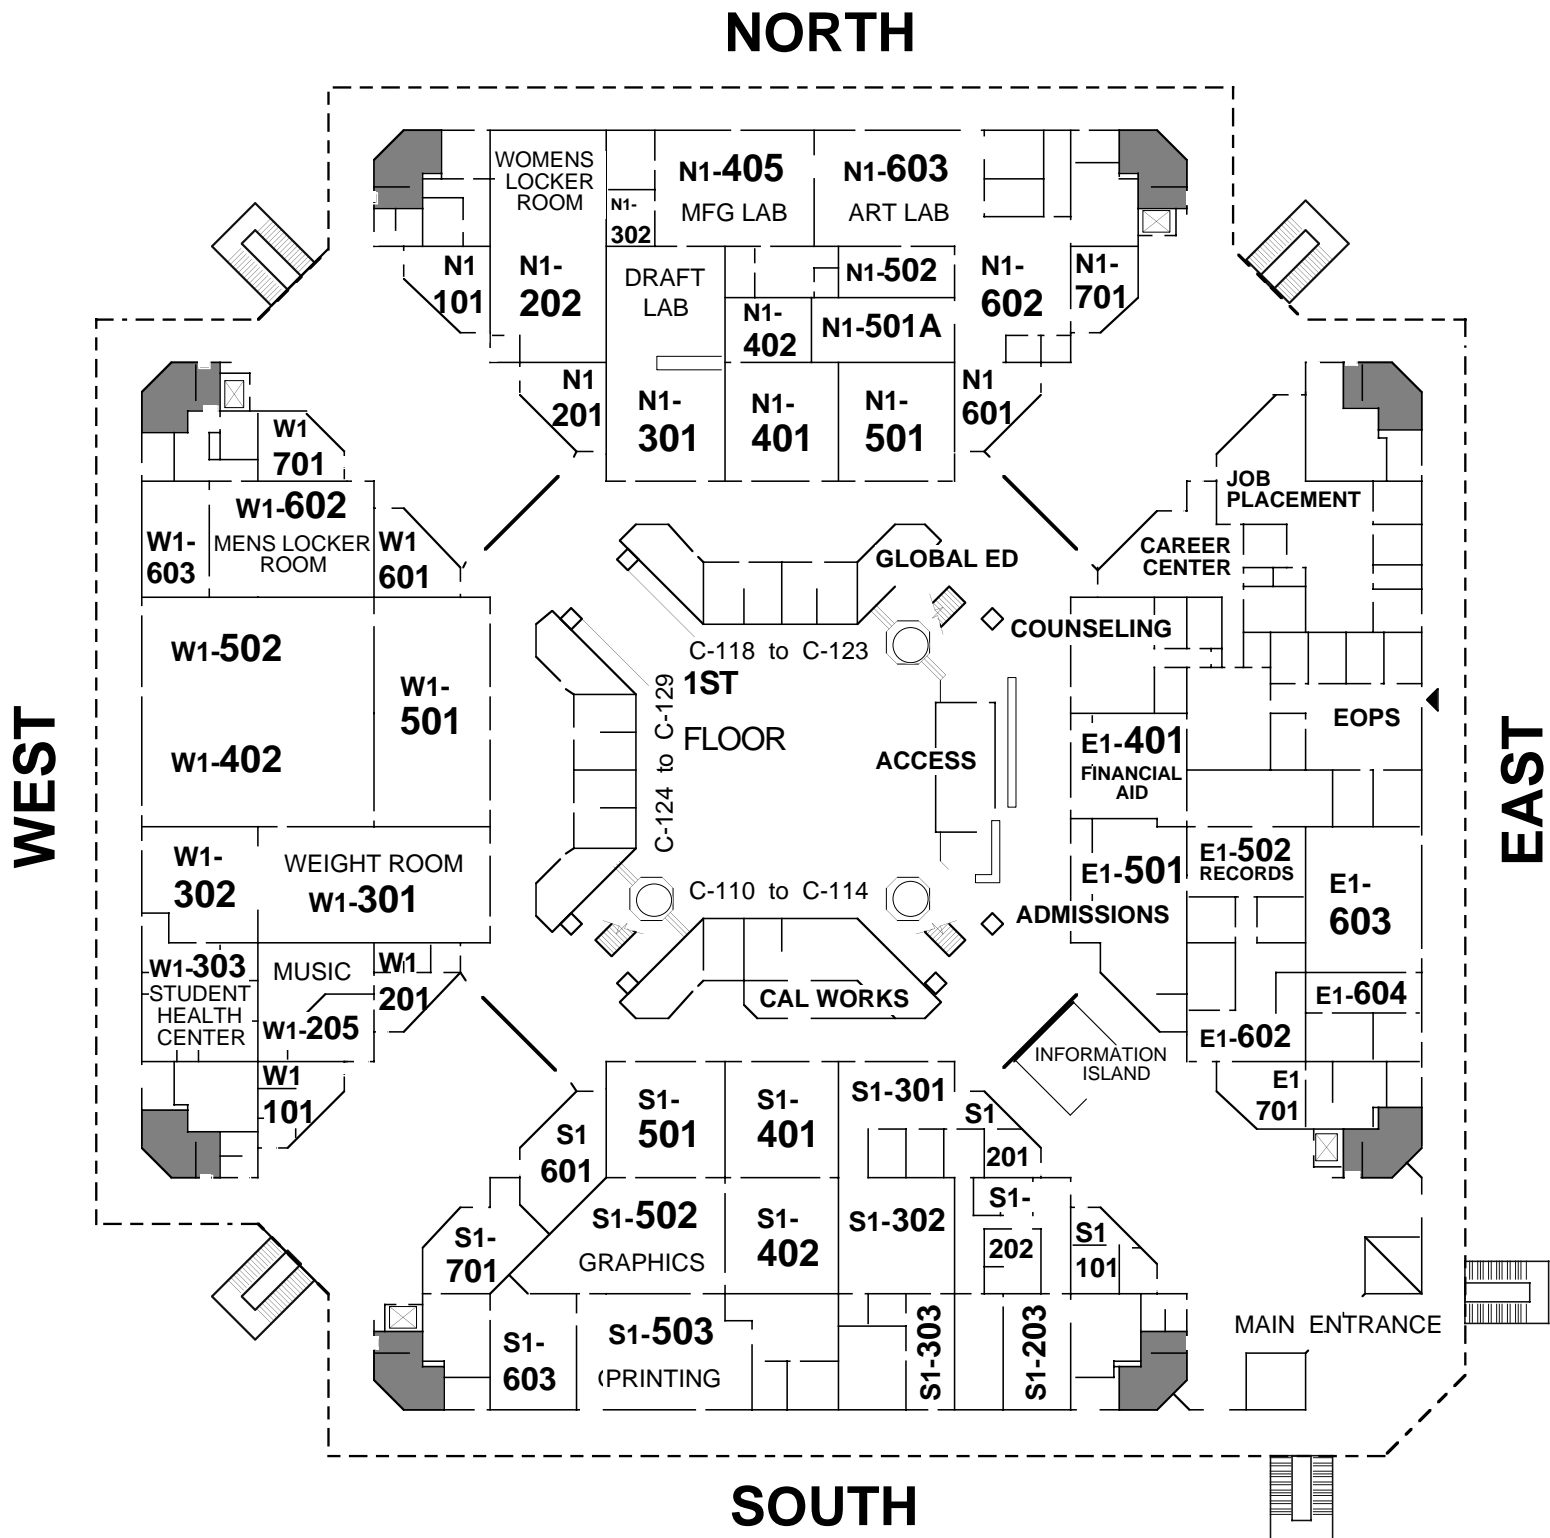 NORTH
WOMENS
LOCKER
ROOM
N1-
302
N1-405
MFG LAB
N1-603
ART LAB
N1
101
N1-
202
DRAFT
LAB
N1-502
N1-
602
N1-
701
N1-
402
N1-501A
N1
201
N1-
301
N1-
401
N1-
501
N1
601
W1
701
W1-602
MENS LOCKER
ROOM
W1-
603
W1
601
JOB
PLACEMENT
CAREER
CENTER
GLOBAL ED
COUNSELING
W1-502
W1-
501
W1-402
C-118 to C-123
1ST
FLOOR
C-124 to C-129
ACCESS
E1-401
FINANCIAL
AID
EOPS
WEST
EAST
W1-
302
WEIGHT ROOM
W1-301
C-110 to C-114
E1-501
ADMISSIONS
E1-502
RECORDS
E1-
603
W1-303
STUDENT
HEALTH
CENTER
MUSIC
W1-205
W1
201
CAL WORKS
E1-604
E1-602
INFORMATION
ISLAND
W1
101
E1
701
S1-
501
S1-
401
S1-301
S1
201
S1
601
S1-502
GRAPHICS
S1-
402
S1-302
S1-
202
S1
101
S1-
701
S1-
603
S1-503
PRINTING
S1-303
S1-203
MAIN ENTRANCE
SOUTH